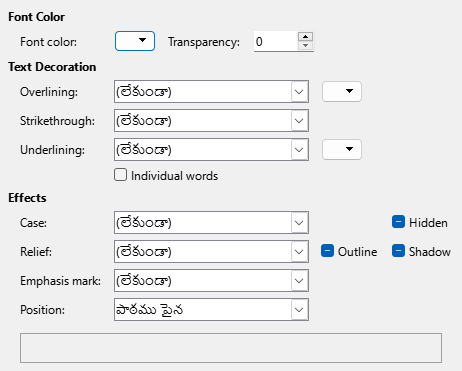 Font Color
Font color: Transparency: 0
Text Decoration
Overlining: (లేకుండా)
Strikethrough: (లేకుండా)
Underlining: (లేకుండా)
Individual words
Effects
Case: (లేకుండా) Hidden
Relief: (లేకుండా) Outline Shadow
Emphasis mark: (లేకుండా)
Position: పాఠము పైన